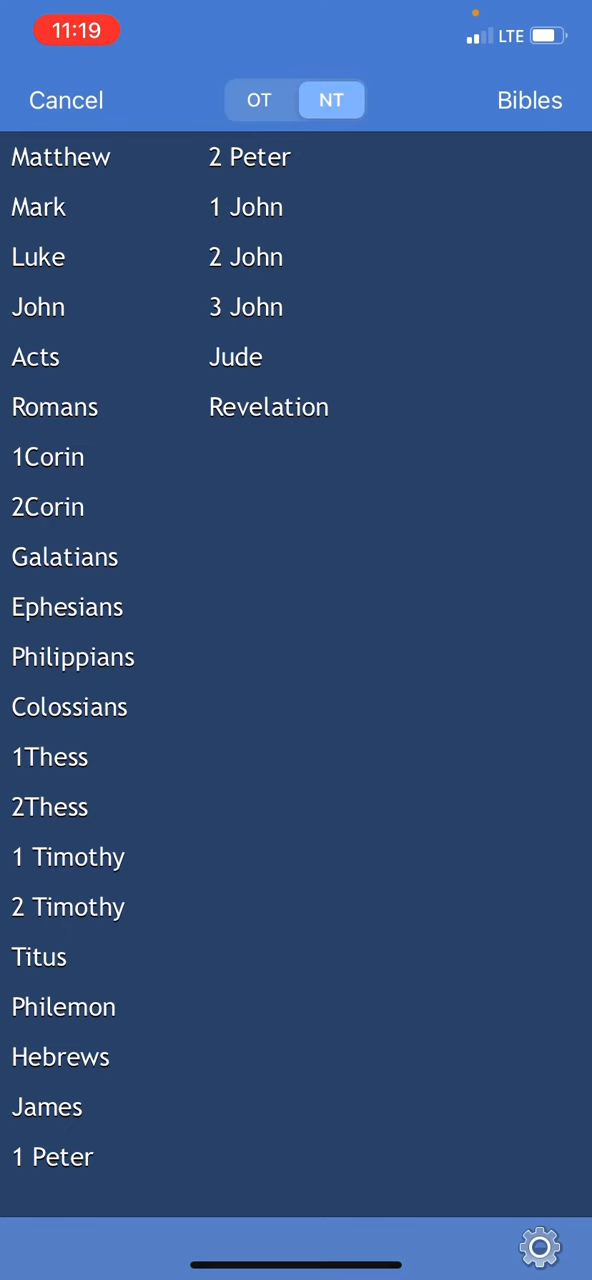 11:19
LTE
Cancel
OT
NT
Bibles
Matthew
Mark
Luke
John
Acts
Romans
1Corin
2Corin
Galatians
Ephesians
Philippians
Colossians
1Thess
2Thess
1 Timothy
2 Timothy
Titus
Philemon
Hebrews
James
1 Peter
2 Peter
1 John
2 John
3 John
Jude
Revelation